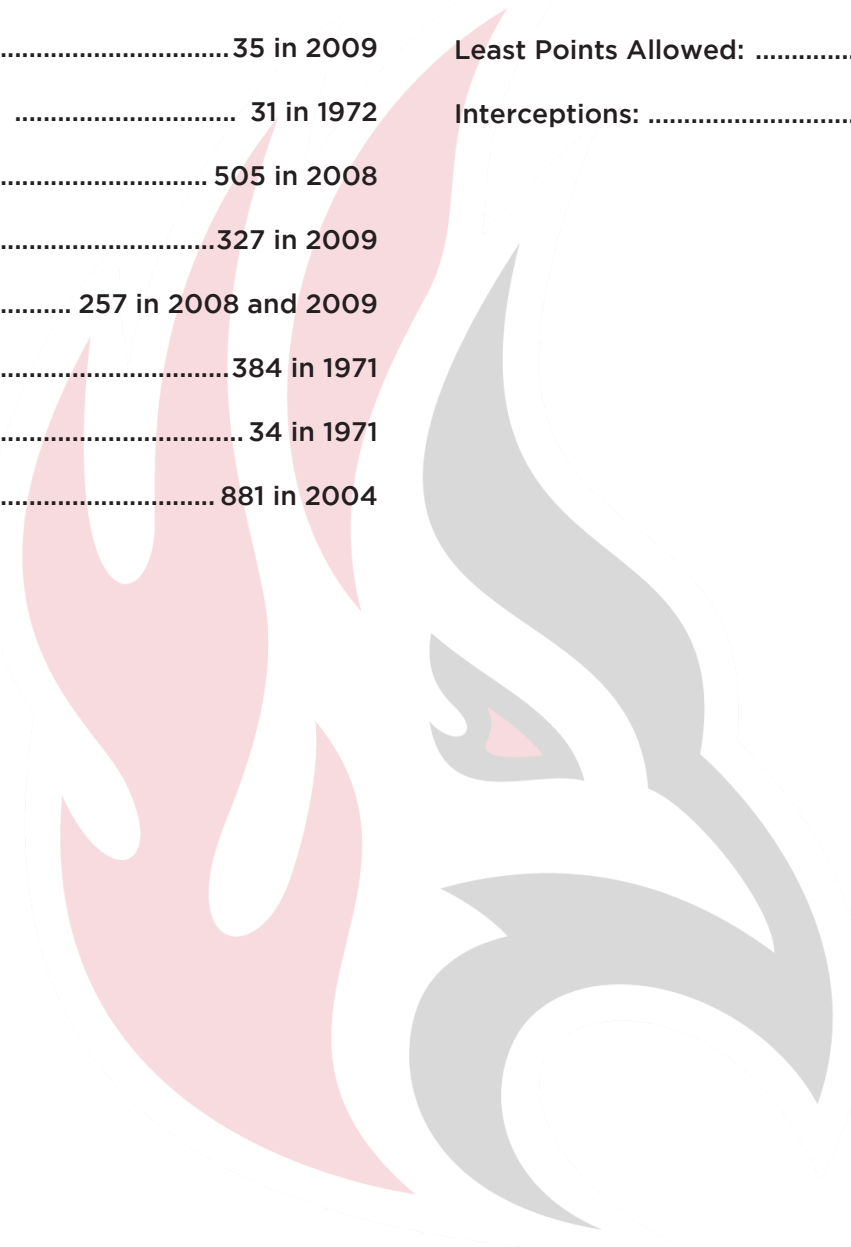 ..............................35 in 2009
.............................. 31 in 1972
............................. 505 in 2008
..............................327 in 2009
.......... 257 in 2008 and 2009
................................384 in 1971
.................................. 34 in 1971
.............................. 881 in 2004
Least Points Allowed: .............
Interceptions: ............................